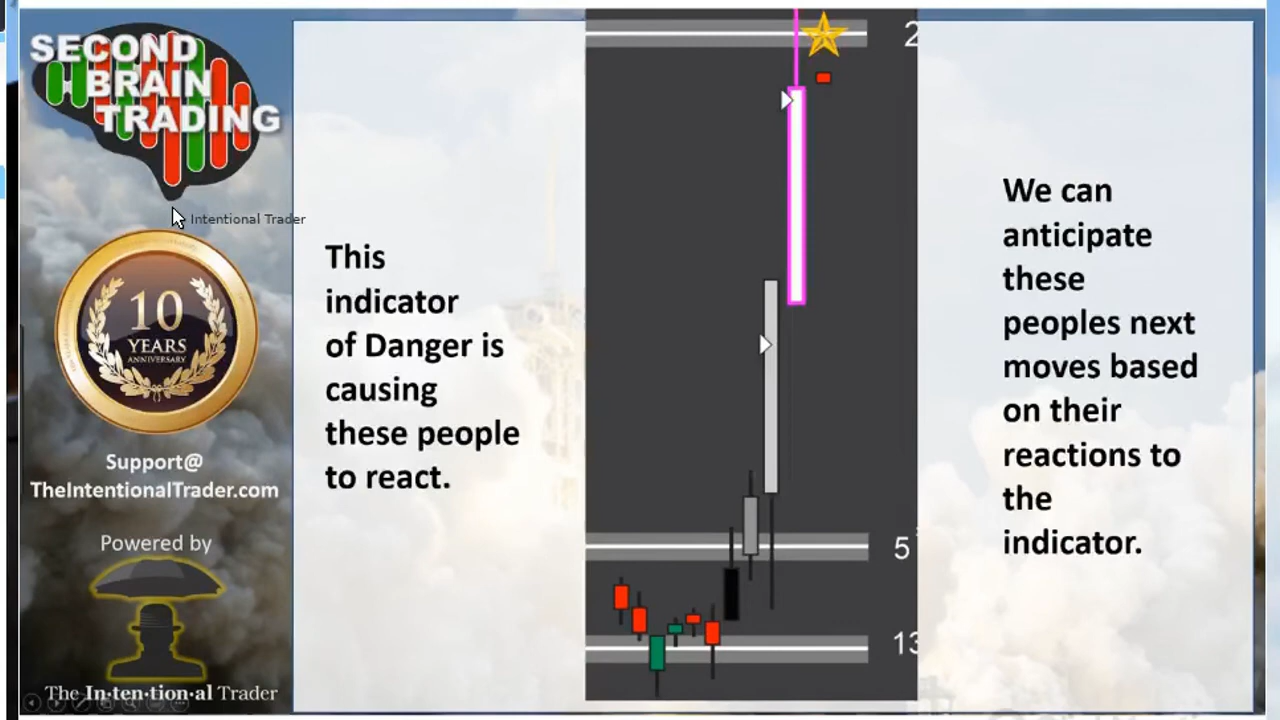 SECOND
BRAIN
TRADING
Intentional Trader
10
YEARS
ANNIVERSARY
Support@
TheIntentionalTrader.com
Powered by
The In·ten·tion·al Trader
This
indicator
of Danger is
causing
these people
to react.
2
5
13
We can
anticipate
these
peoples next
moves based
on their
reactions to
the
indicator.